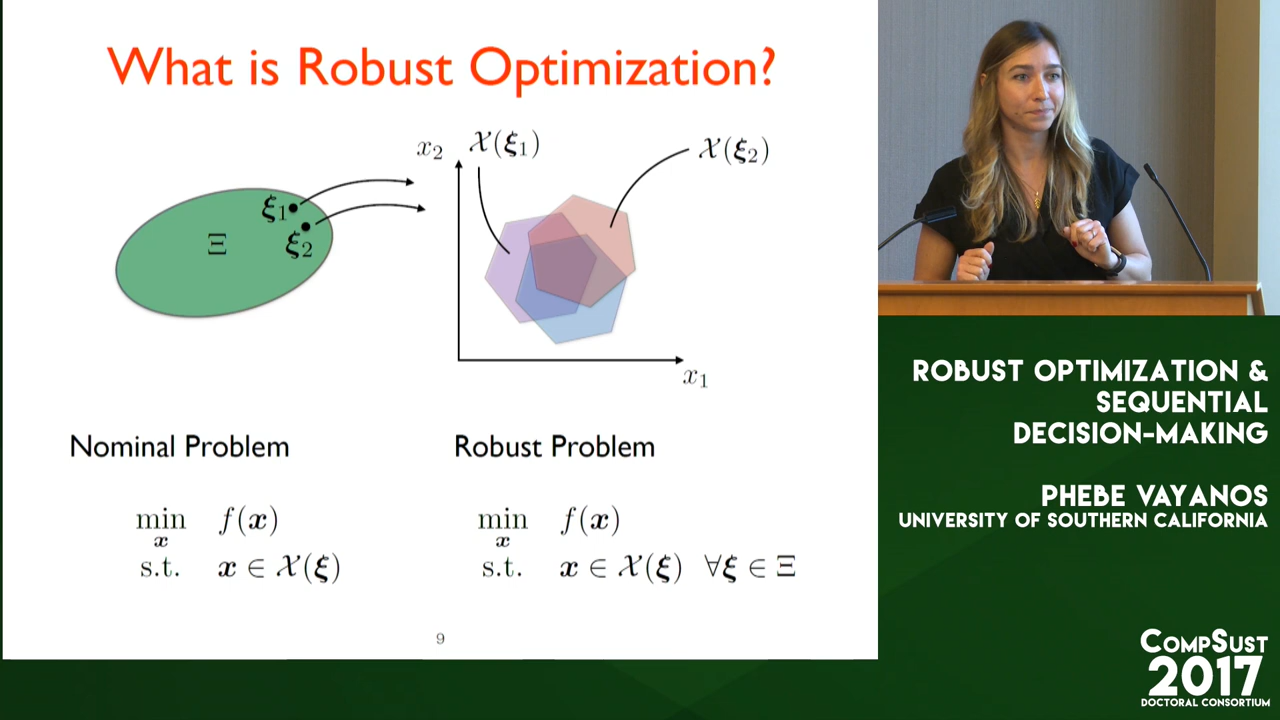 What is Robust Optimization?
x₂
𝒳(ξ₁)
𝒳(ξ₂)
ξ₁
ξ₂
Ξ
x₁
Nominal Problem
min f(x)
x
s.t. x ∈ 𝒳(ξ)
Robust Problem
min f(x)
x
s.t. x ∈ 𝒳(ξ) ∀ξ ∈ Ξ
9
ROBUST OPTIMIZATION &
SEQUENTIAL
DECISION-MAKING
PHEBE VAYANOS
UNIVERSITY OF SOUTHERN CALIFORNIA
COMPSUST
2017
DOCTORAL CONSORTIUM